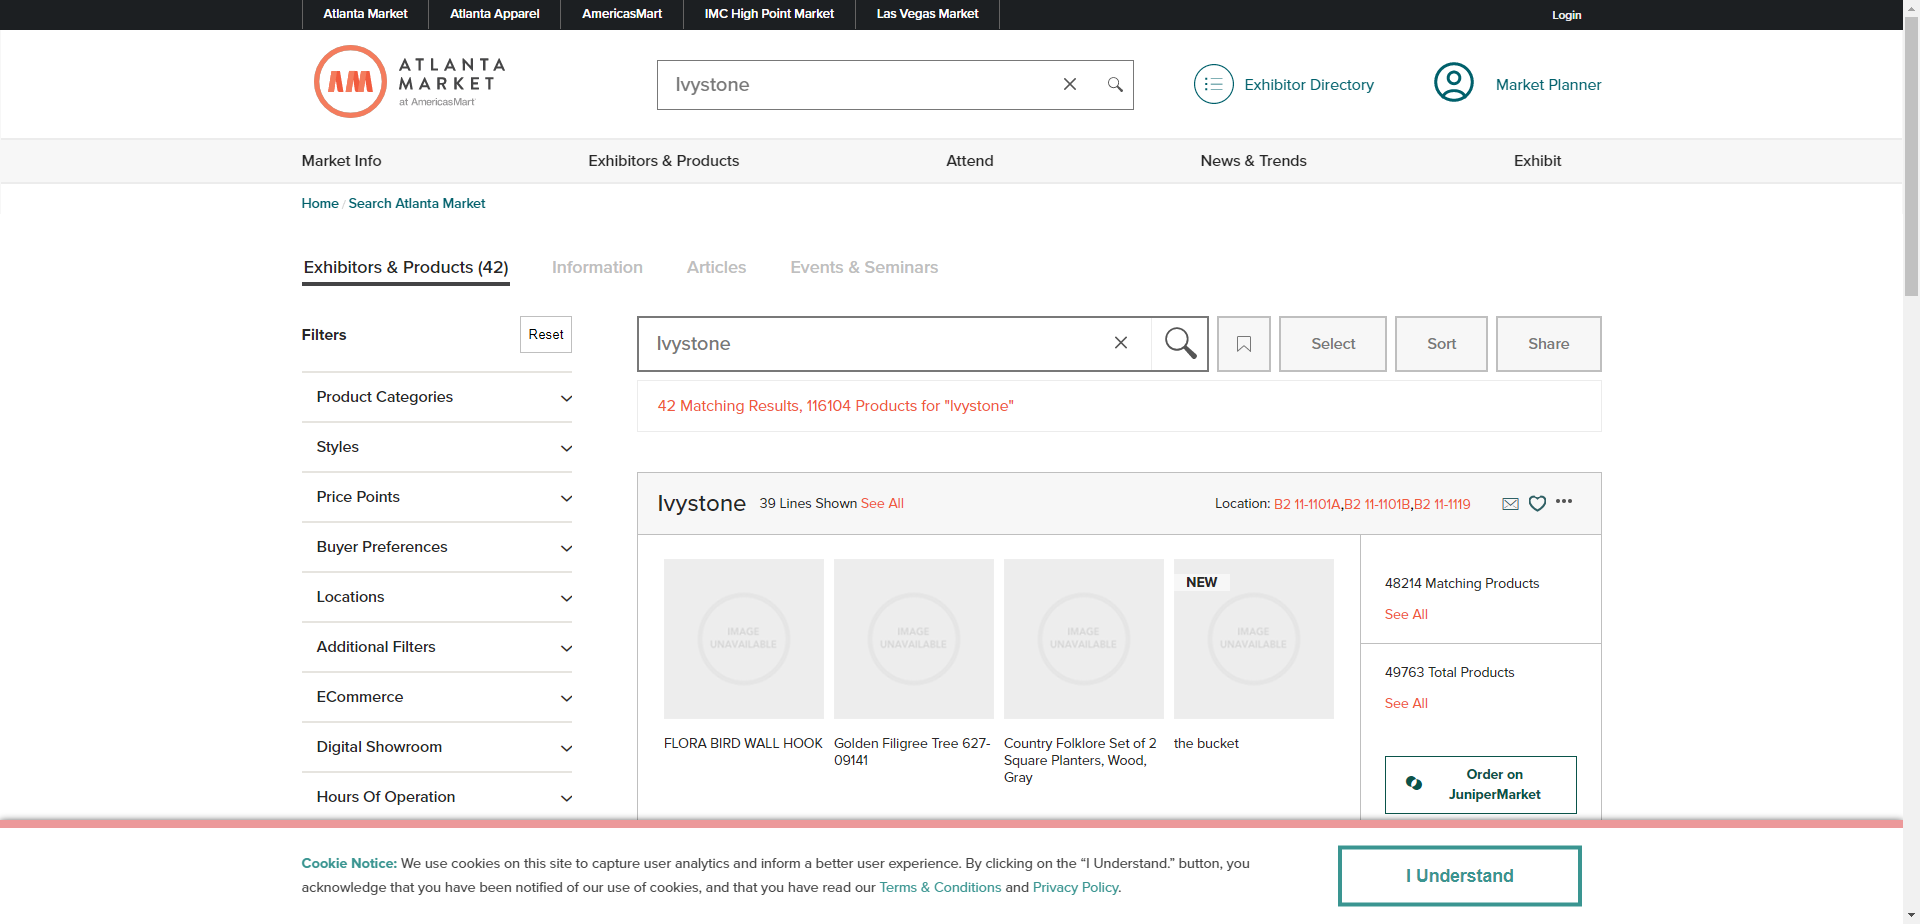 Atlanta Market
Atlanta Apparel
AmericasMart
IMC High Point Market
Las Vegas Market
Login
AM
ATLANTA
MARKET
at AmericasMart
Ivystone
Exhibitor Directory
Market Planner
Market Info
Exhibitors & Products
Attend
News & Trends
Exhibit
Home / Search Atlanta Market
Exhibitors & Products (42)
Information
Articles
Events & Seminars
Filters
Reset
Product Categories
Styles
Price Points
Buyer Preferences
Locations
Additional Filters
ECommerce
Digital Showroom
Hours Of Operation
Ivystone
Select
Sort
Share
42 Matching Results, 116104 Products for "Ivystone"
Ivystone
39 Lines Shown See All
Location: B2 11-1101A,B2 11-1101B,B2 11-1119
IMAGE
UNAVAILABLE
FLORA BIRD WALL HOOK
IMAGE
UNAVAILABLE
Golden Filigree Tree 627-
09141
IMAGE
UNAVAILABLE
Country Folklore Set of 2
Square Planters, Wood,
Gray
NEW
IMAGE
UNAVAILABLE
the bucket
48214 Matching Products
See All
49763 Total Products
See All
Order on
JuniperMarket
Cookie Notice: We use cookies on this site to capture user analytics and inform a better user experience. By clicking on the “I Understand.” button, you
acknowledge that you have been notified of our use of cookies, and that you have read our Terms & Conditions and Privacy Policy.
I Understand